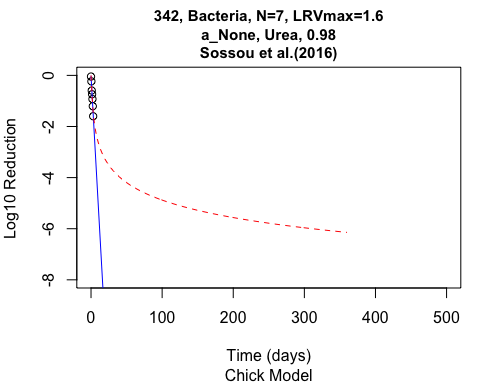 342, Bacteria, N=7, LRVmax=1.6
a_None, Urea, 0.98
Sossou et al.(2016)
Log10 Reduction
0
-2
-4
-6
-8
0 100 200 300 400 500
Time (days)
Chick Model